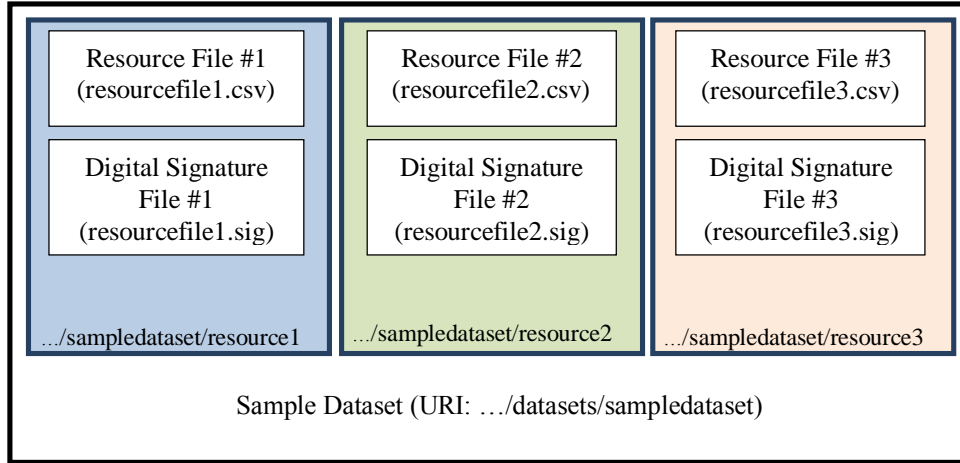 Resource File #1
(resourcefile1.csv)
Digital Signature
File #1
(resourcefile1.sig)
…/sampledataset/resource1
Resource File #2
(resourcefile2.csv)
Digital Signature
File #2
(resourcefile2.sig)
…/sampledataset/resource2
Resource File #3
(resourcefile3.csv)
Digital Signature
File #3
(resourcefile3.sig)
…/sampledataset/resource3
Sample Dataset (URI: …/datasets/sampledataset)